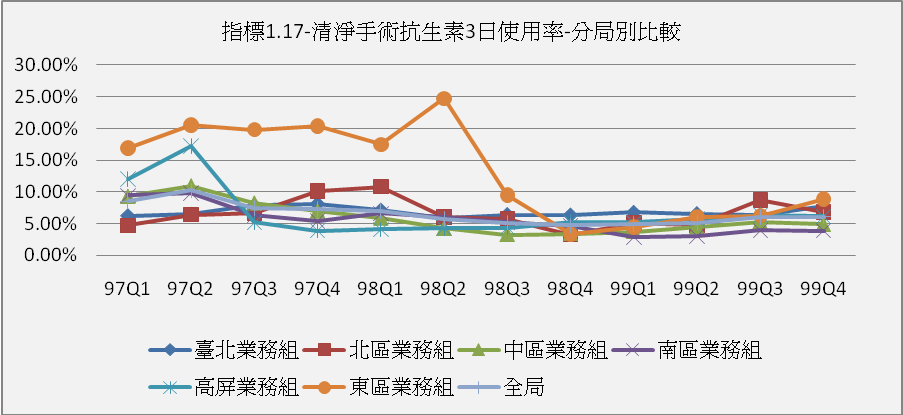 指標1.17-清淨手術抗生素3日使用率-分局別比較
30.00%
25.00%
20.00%
15.00%
10.00%
5.00%
0.00%
97Q1 97Q2 97Q3 97Q4 98Q1 98Q2 98Q3 98Q4 99Q1 99Q2 99Q3 99Q4
臺北業務組 北區業務組 中區業務組 南區業務組
高屏業務組 東區業務組 全局